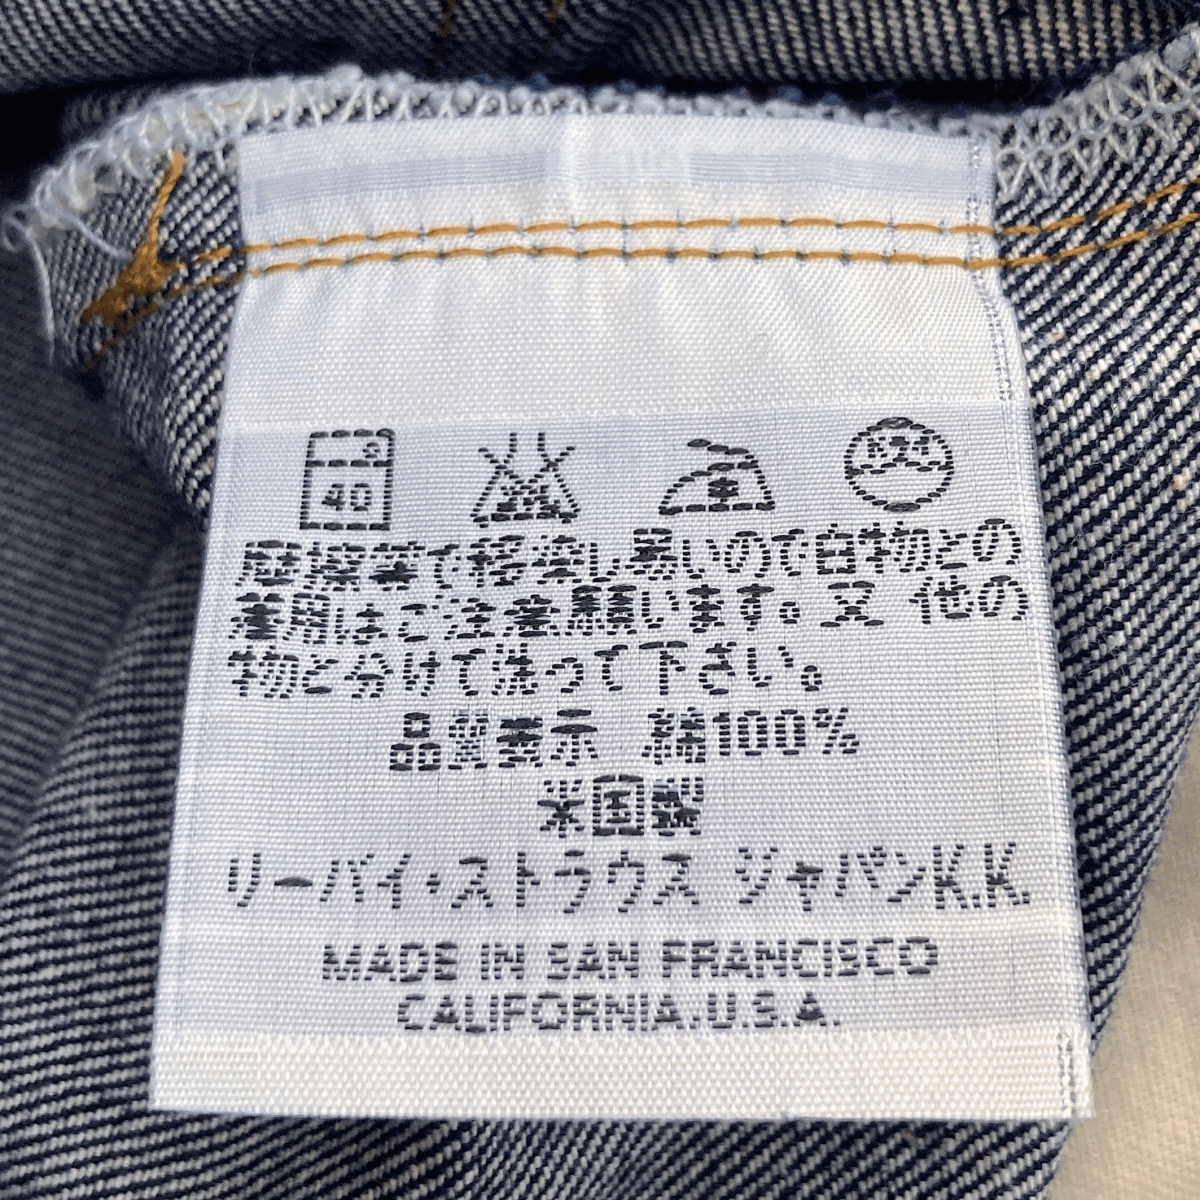 40
摩擦等で移染し易いので白物との
着用はご注意願います。又 他の
物と分けて洗って下さい。
品質表示 綿100%
米国製
リーバイ・ストラウス ジャパンK.K.
MADE IN SAN FRANCISCO
CALIFORNIA.U.S.A.